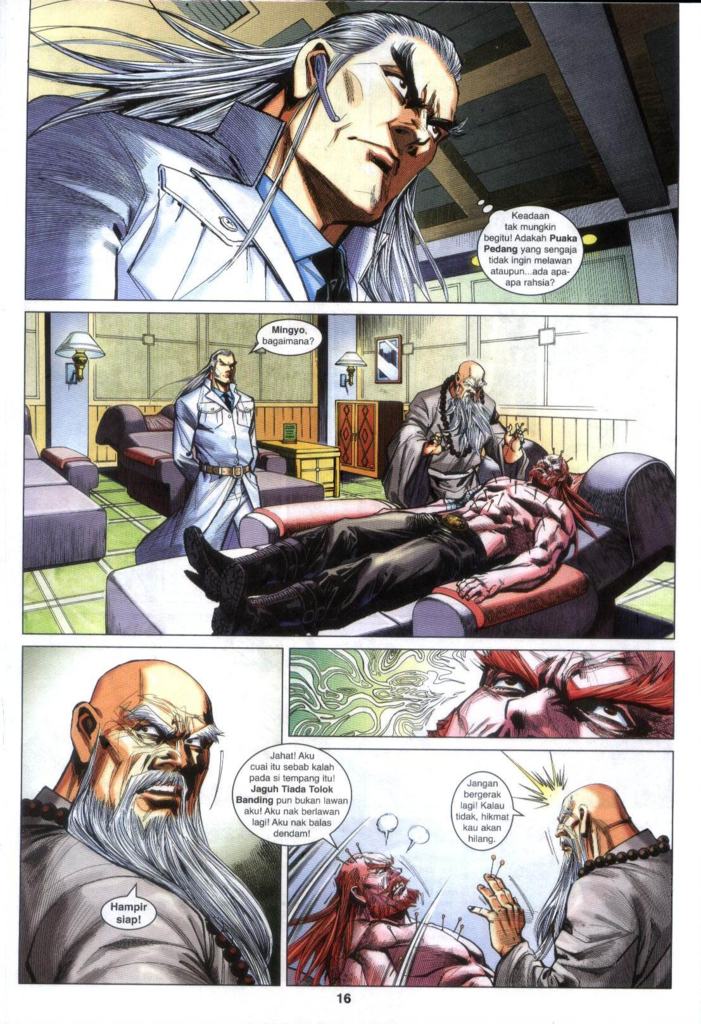 Keadaan
tak mungkin
begitu! Adakah Puaka
Pedang yang sengaja
tidak ingin melawan
ataupun...ada apa-
apa rahsia?
Mingyo,
bagaimana?
Hampir
siap!
Jahat! Aku
cuai itu sebab kalah
pada si tempang itu!
Jaguh Tiada Tolok
Banding pun bukan lawan
aku! Aku nak berlawan
lagi! Aku nak balas
dendam!
Jangan
bergerak
lagi! Kalau
tidak, hikmat
kau akan
hilang.
16